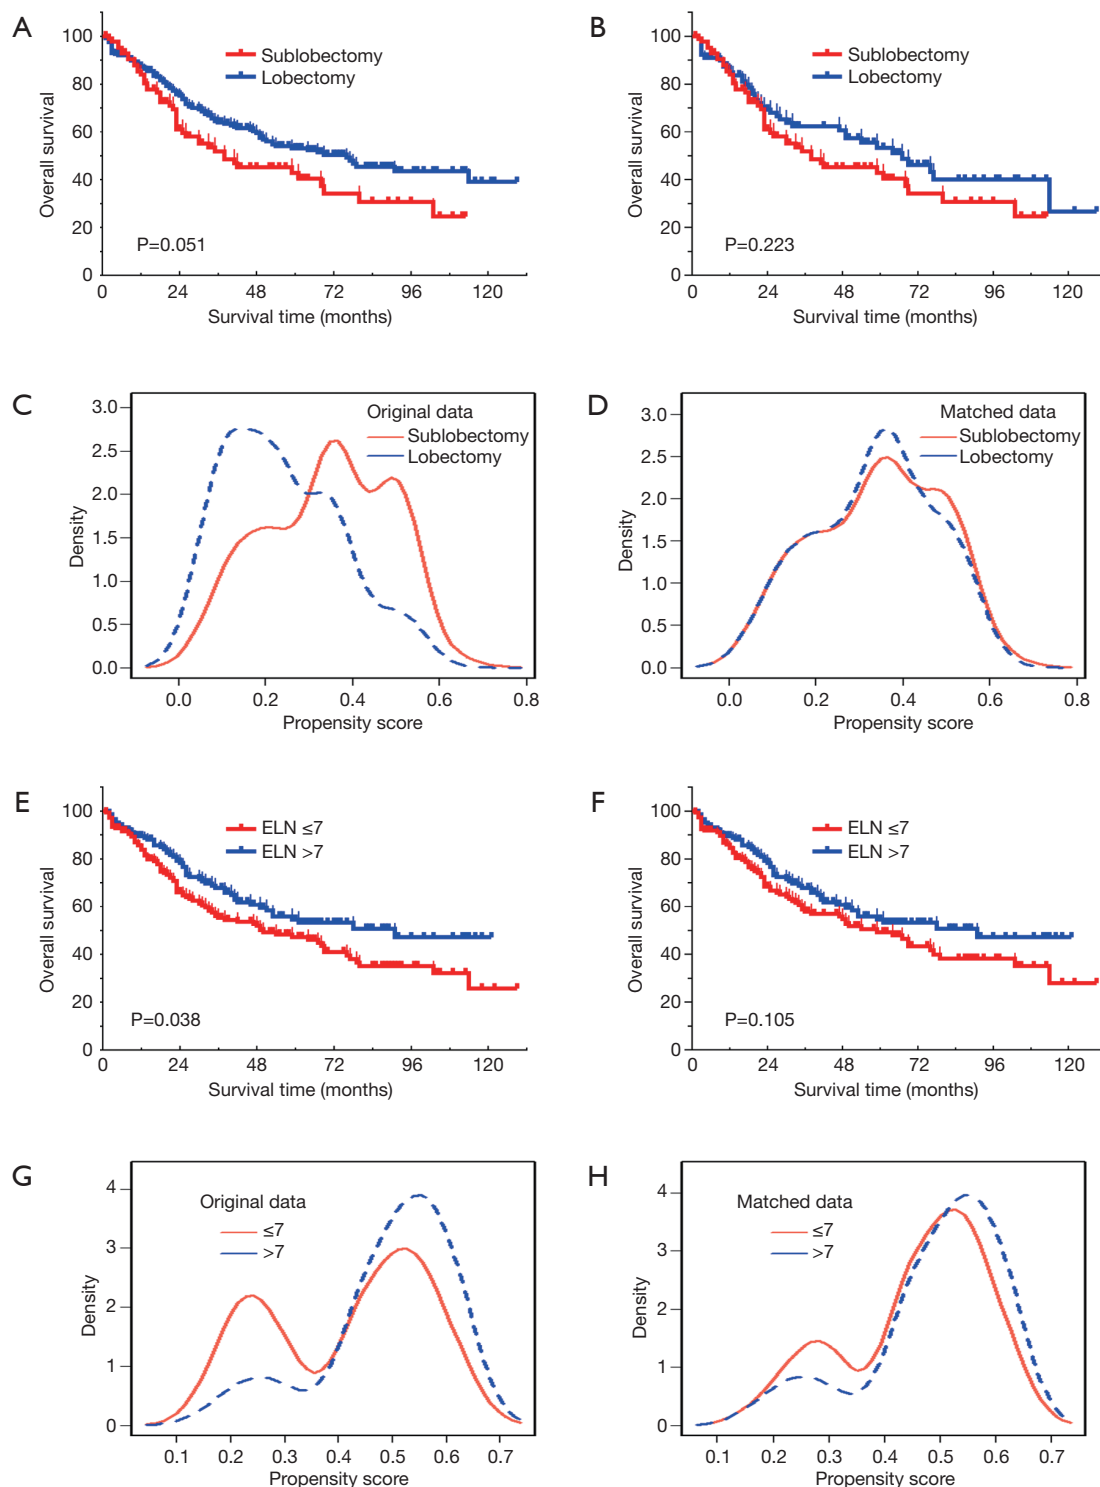 A
100
80
60
40
20
0
Overall survival
Sublobectomy
Lobectomy
P=0.051
0 24 48 72 96 120
Survival time (months)
B
100
80
60
40
20
0
Overall survival
Sublobectomy
Lobectomy
P=0.223
0 24 48 72 96 120
Survival time (months)
C
3.0
2.5
2.0
1.5
1.0
0.5
0.0
Density
Original data
Sublobectomy
Lobectomy
0.0 0.2 0.4 0.6 0.8
Propensity score
D
3.0
2.5
2.0
1.5
1.0
0.5
0.0
Density
Matched data
Sublobectomy
Lobectomy
0.0 0.2 0.4 0.6 0.8
Propensity score
E
100
80
60
40
20
0
Overall survival
ELN ≤7
ELN >7
P=0.038
0 24 48 72 96 120
Survival time (months)
F
100
80
60
40
20
0
Overall survival
ELN ≤7
ELN >7
P=0.105
0 24 48 72 96 120
Survival time (months)
G
4
3
2
1
0
Density
Original data
≤7
>7
0.1 0.2 0.3 0.4 0.5 0.6 0.7
Propensity score
H
4
3
2
1
0
Density
Matched data
≤7
>7
0.1 0.2 0.3 0.4 0.5 0.6 0.7
Propensity score